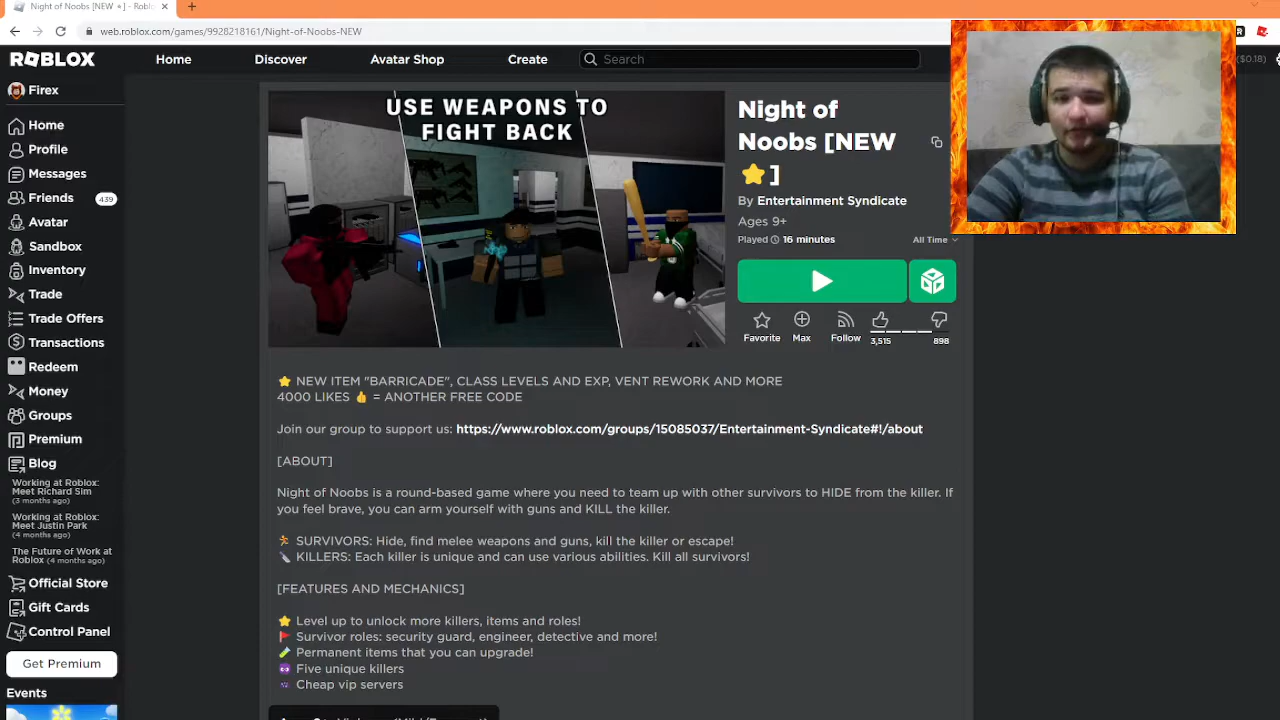 Night of Noobs [NEW ⭐] - Roblo
web.roblox.com/games/9928218161/Night-of-Noobs-NEW
ROBLOX
Home
Discover
Avatar Shop
Create
Search
($0.18)
Firex
Home
Profile
Messages
Friends
439
Avatar
Sandbox
Inventory
Trade
Trade Offers
Transactions
Redeem
Money
Groups
Premium
Blog
Working at Roblox:
Meet Richard Sim
(3 months ago)
Working at Roblox:
Meet Justin Park
(4 months ago)
The Future of Work at
Roblox (4 months ago)
Official Store
Gift Cards
Control Panel
Get Premium
Events
USE WEAPONS TO
FIGHT BACK
Night of
Noobs [NEW
⭐]
By Entertainment Syndicate
Ages 9+
Played 16 minutes
All Time
Favorite
Max
Follow
3,515
898
⭐ NEW ITEM "BARRICADE", CLASS LEVELS AND EXP, VENT REWORK AND MORE
4000 LIKES 👍 = ANOTHER FREE CODE
Join our group to support us: https://www.roblox.com/groups/15085037/Entertainment-Syndicate#!/about
[ABOUT]
Night of Noobs is a round-based game where you need to team up with other survivors to HIDE from the killer. If
you feel brave, you can arm yourself with guns and KILL the killer.
🏃 SURVIVORS: Hide, find melee weapons and guns, kill the killer or escape!
🔪 KILLERS: Each killer is unique and can use various abilities. Kill all survivors!
[FEATURES AND MECHANICS]
⭐ Level up to unlock more killers, items and roles!
🚩 Survivor roles: security guard, engineer, detective and more!
🧪 Permanent items that you can upgrade!
Five unique killers
Cheap vip servers